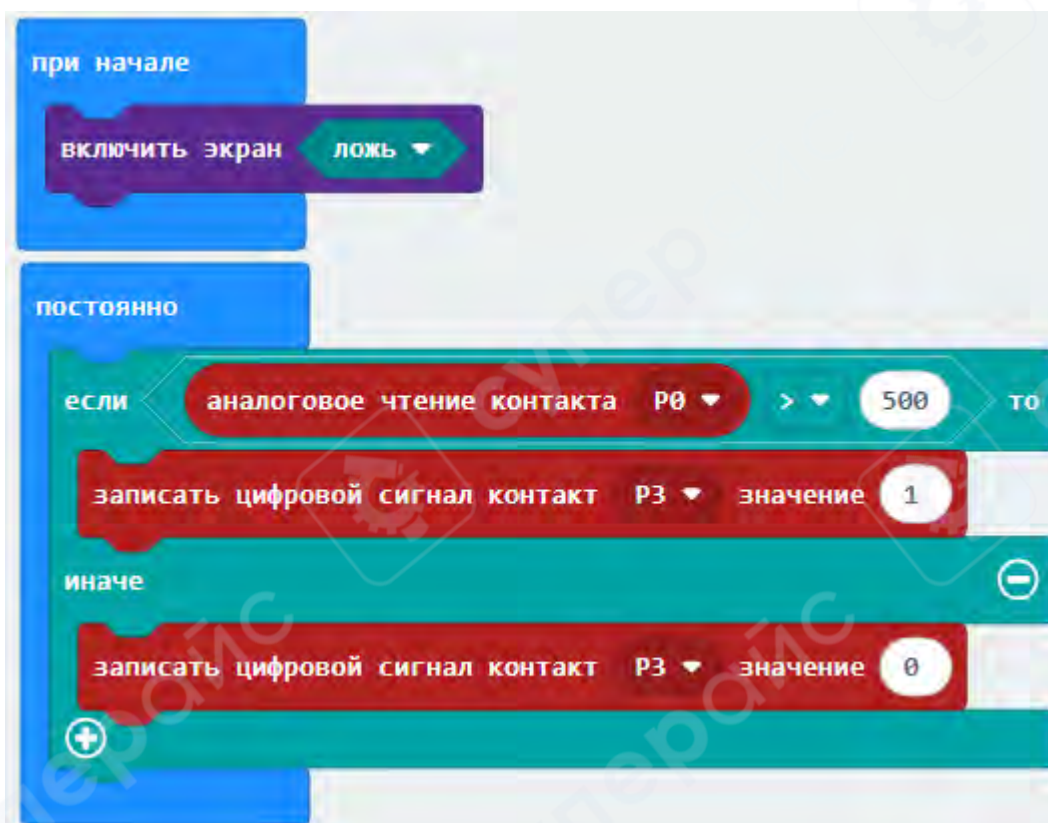 при начале
включить экран ложь
постоянно
если аналоговое чтение контакта P0 > 500 то
записать цифровой сигнал контакт P3 значение 1
иначе
записать цифровой сигнал контакт P3 значение 0
суперайс